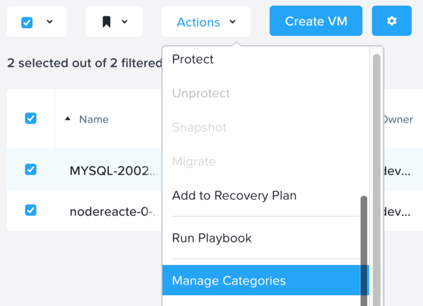 Actions
Create VM
2 selected out of 2 filtered
Protect
Unprotect
Snapshot
Migrate
Add to Recovery Plan
Run Playbook
Manage Categories
Name
Owner
MYSQL-2002...
dev...
nodereacte-0-...
dev...